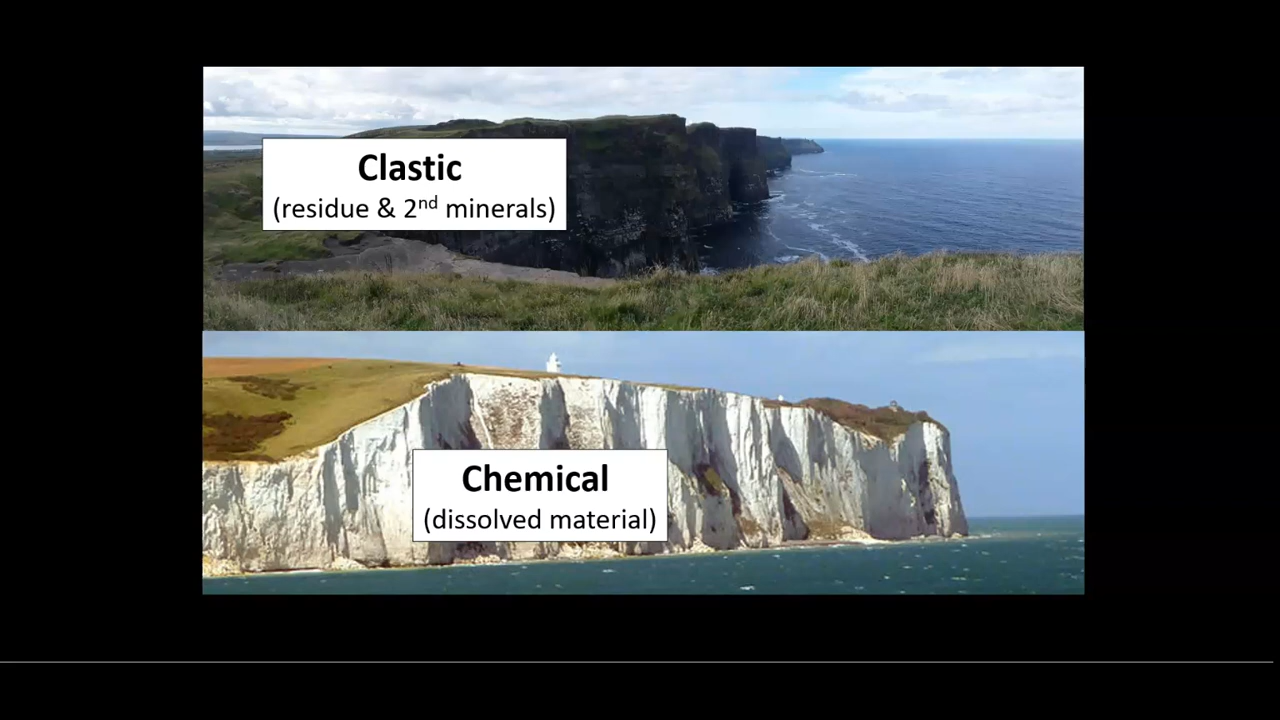 Clastic
(residue & 2nd minerals)
Chemical
(dissolved material)